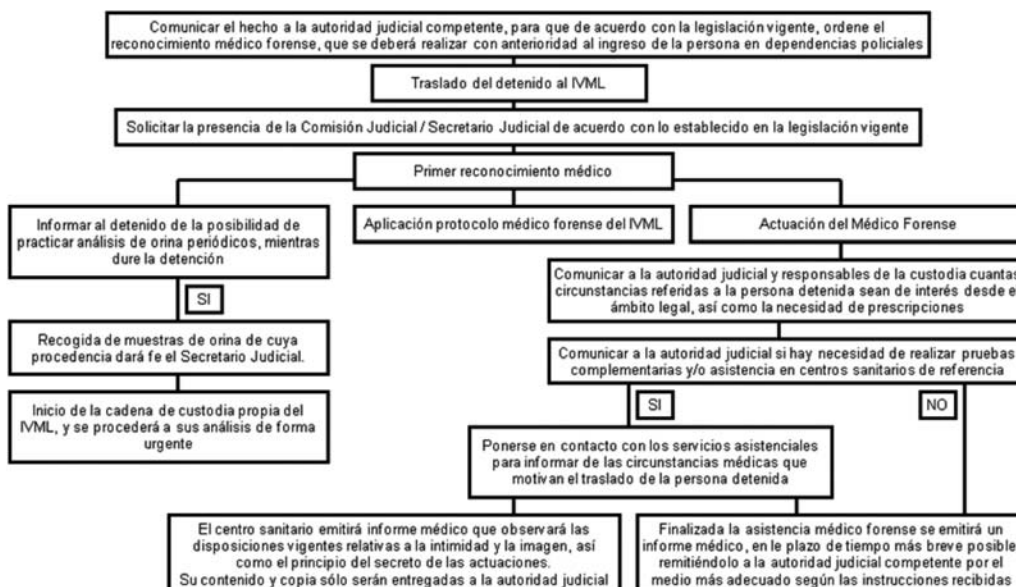 Comunicar el hecho a la autoridad judicial competente, para que de acuerdo con la legislación vigente, ordene el
reconocimiento médico forense, que se deberá realizar con anterioridad al ingreso de la persona en dependencias policiales
Traslado del detenido al IVML
Solicitar la presencia de la Comisión Judicial / Secretario Judicial de acuerdo con lo establecido en la legislación vigente
Primer reconocimiento médico
Informar al detenido de la posibilidad de
practicar análisis de orina periódicos, mientras
dure la detención
SI
Recogida de muestras de orina de cuya
procedencia dará fe el Secretario Judicial.
Inicio de la cadena de custodia propia del
IVML, y se procederá a sus análisis de forma
urgente
Aplicación protocolo médico forense del IVML
Actuación del Médico Forense
Comunicar a la autoridad judicial y responsables de la custodia cuantas
circunstancias referidas a la persona detenida sean de interés desde e
ámbito legal, así como la necesidad de prescripciones
Comunicar a la autoridad judicial si hay necesidad de realizar pruebas
complementarias y/o asistencia en centros sanitarios de referencia
SI
NO
Ponerse en contacto con los servicios asistenciales
para informar de las circunstancias médicas que
motivan el traslado de la persona detenida
El centro sanitario emitirá informe médico que observará las
disposiciones vigentes relativas a la intimidad y la imagen, así
como el principio del secreto de las actuaciones.
Su contenido y copia sólo serán entregadas a la autoridad judicial
Finalizada la asistencia médico forense se emitirá un
informe médico, en le plazo de tiempo más breve posible
remitiéndolo a la autoridad judicial competente por el
medio más adecuado según las instrucciones recibidas